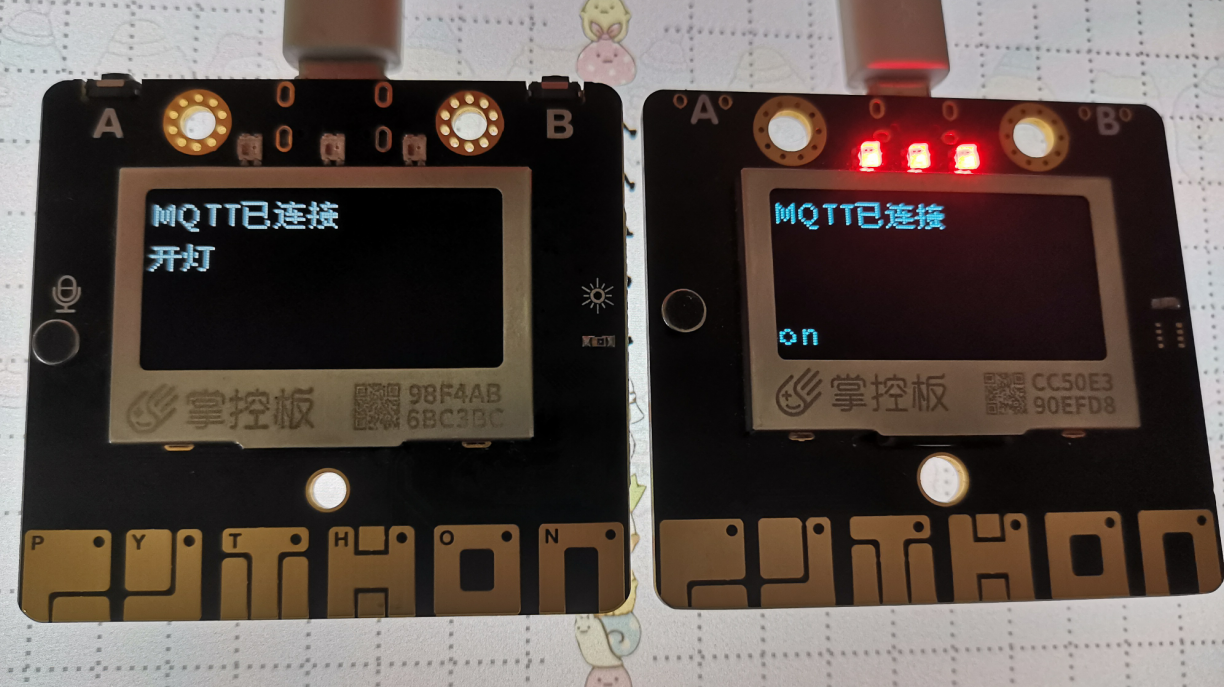 A
B
MQTT已连接
开灯
掌控板
98F4AB
6BC3BC
P Y T H O N
A
B
MQTT已连接
on
掌控板
CC50E3
90EFD8
PYTHON